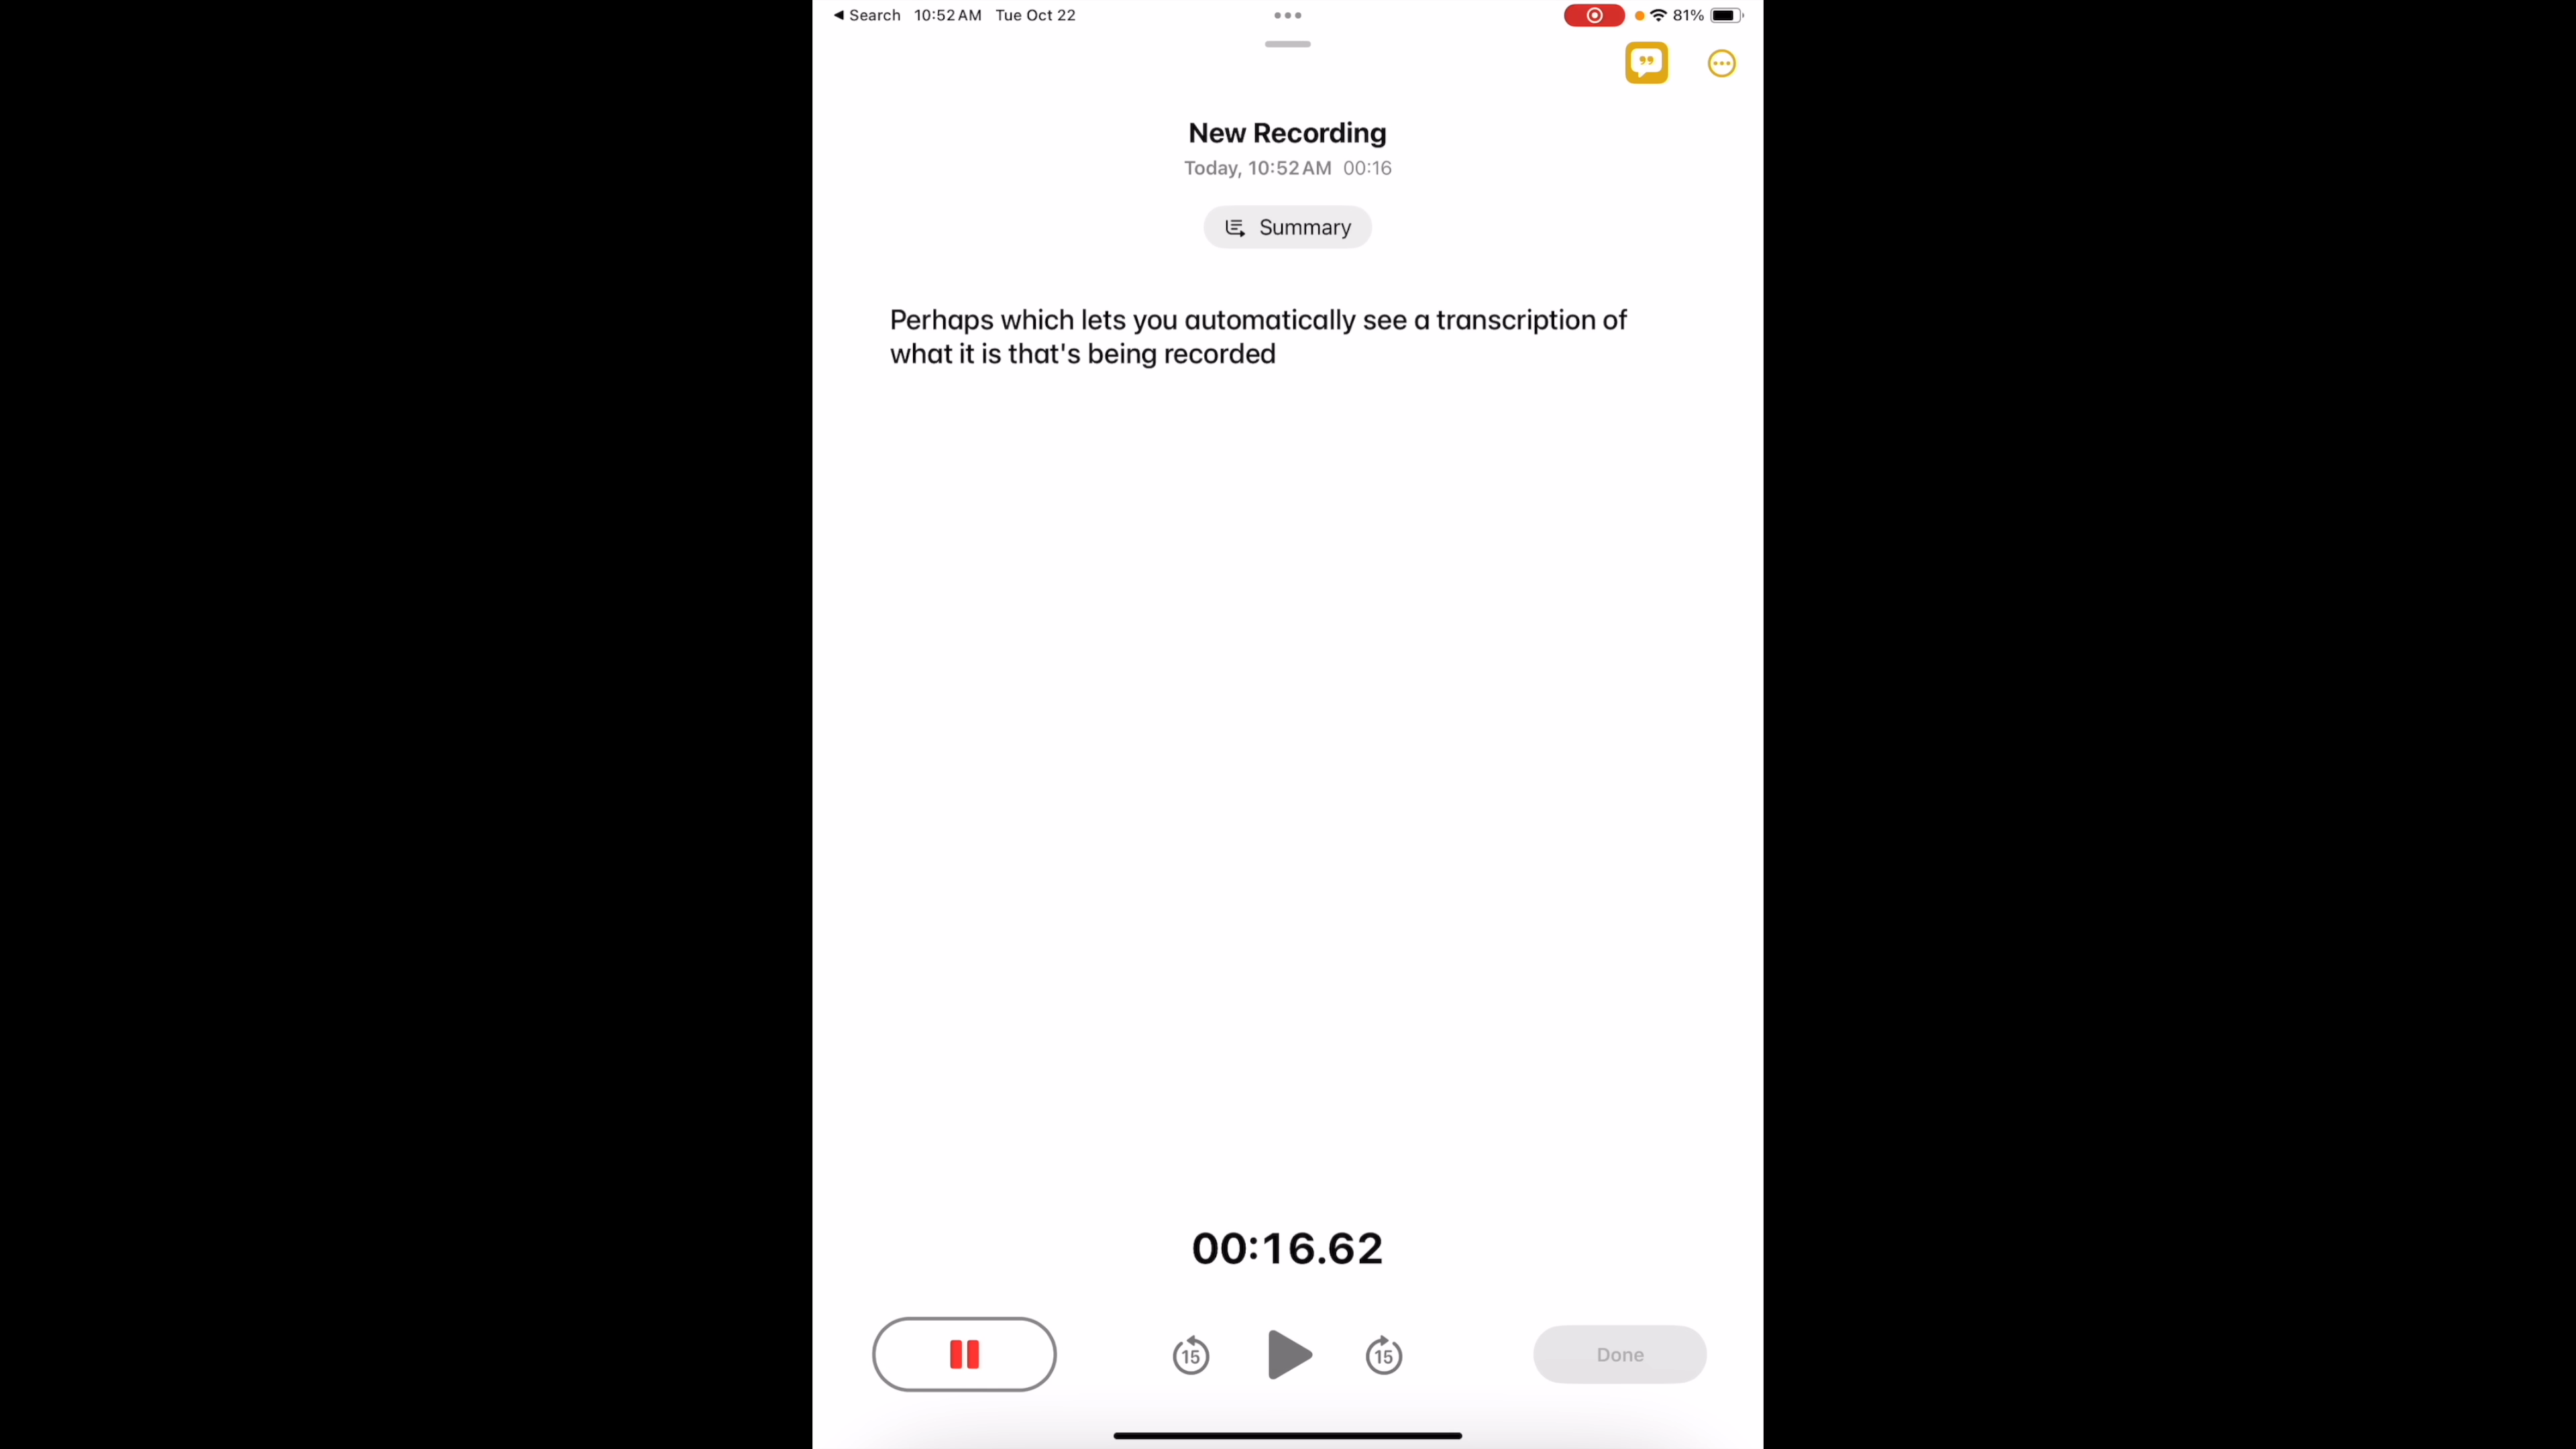 ◀ Search 10:52 AM Tue Oct 22
81%
New Recording
Today, 10:52 AM 00:16
Summary
Perhaps which lets you automatically see a transcription of
what it is that's being recorded
00:16.62
15 15 Done